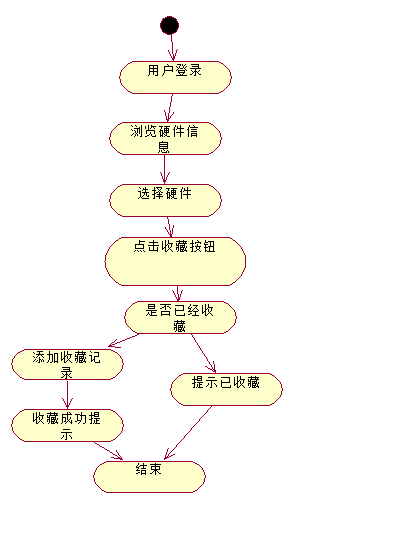 用户登录
浏览硬件信
息
选择硬件
点击收藏按钮
是否已经收
藏
添加收藏记
录
提示已收藏
收藏成功提
示
结束